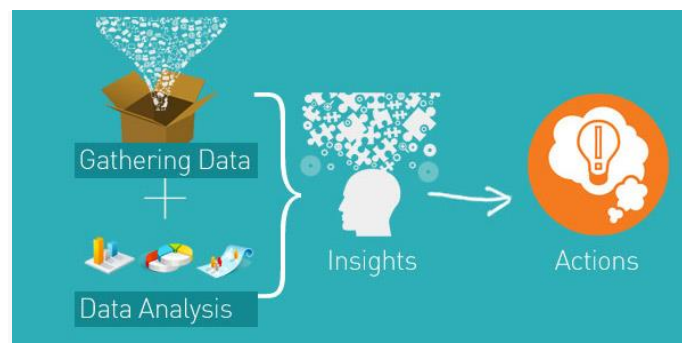 Gathering Data
+
Data Analysis
Insights
Actions